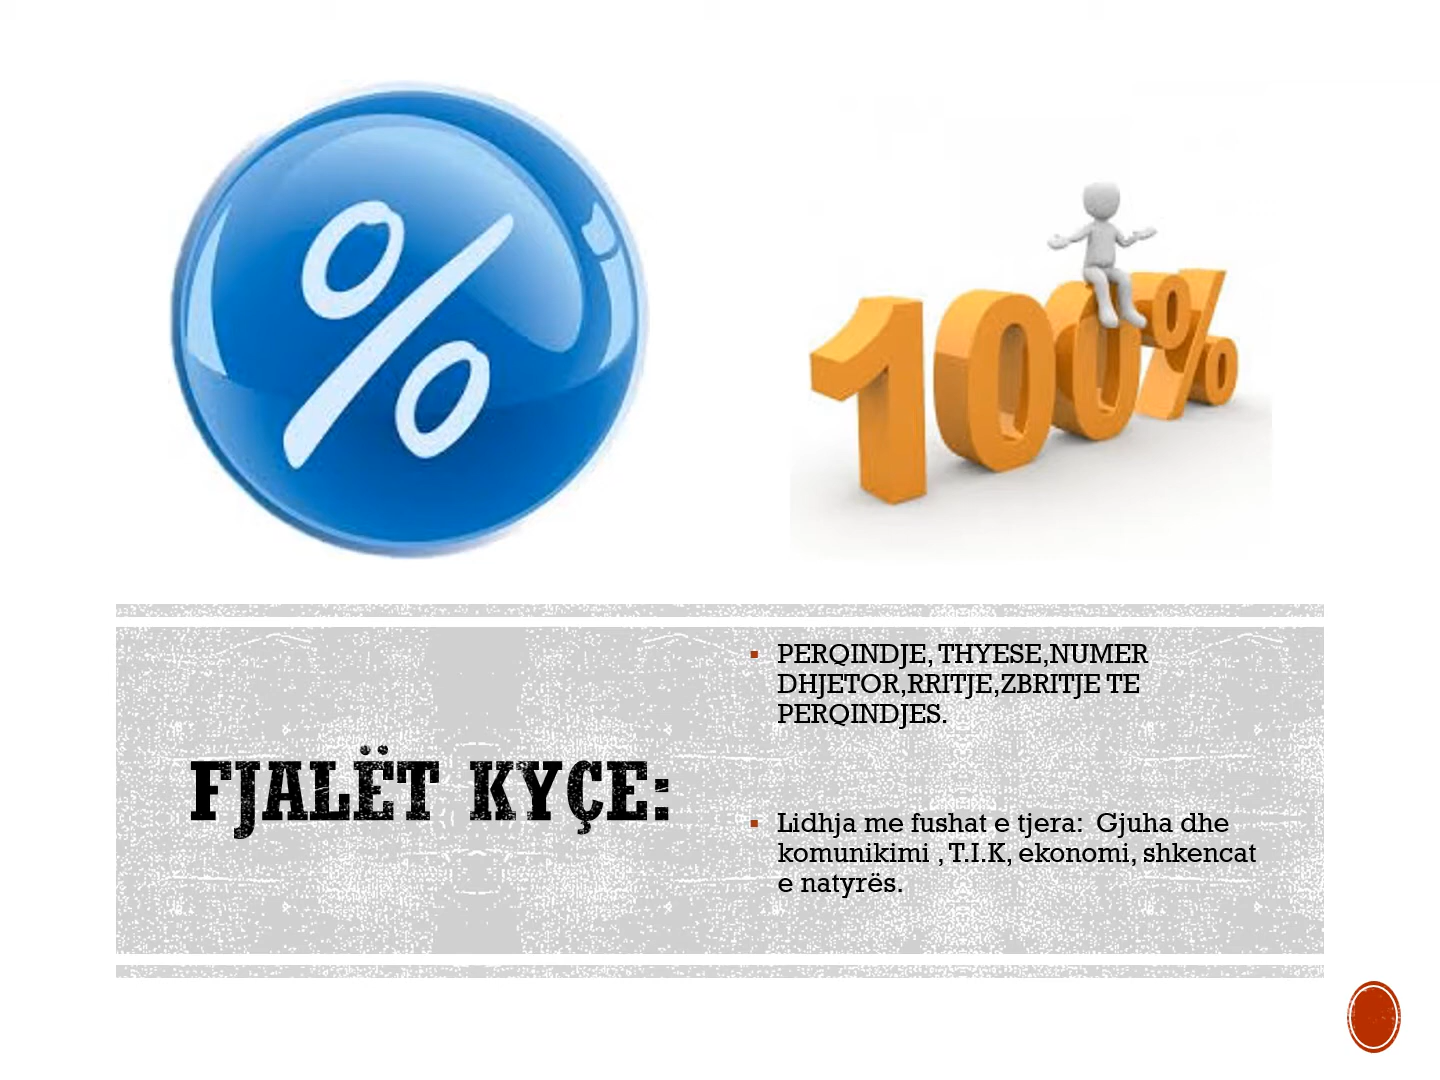 %
100%
FJALËT KYÇE:
▪ PERQINDJE, THYESE,NUMER
DHJETOR,RRITJE,ZBRITJE TE
PERQINDJES.
▪ Lidhja me fushat e tjera:  Gjuha dhe
komunikimi , T.I.K, ekonomi, shkencat
e natyrës.